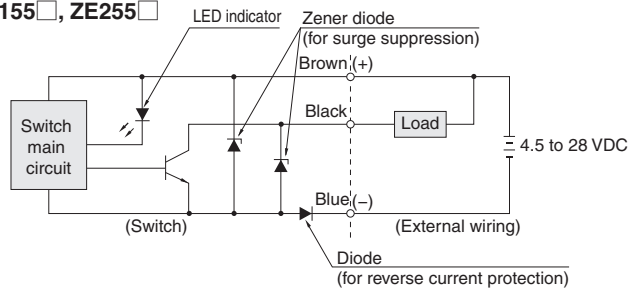 155□, ZE255□
LED indicator
Zener diode
(for surge suppression)
Brown (+)
Black
Switch
main
circuit
Load
4.5 to 28 VDC
Blue (−)
(Switch)
(External wiring)
Diode
(for reverse current protection)